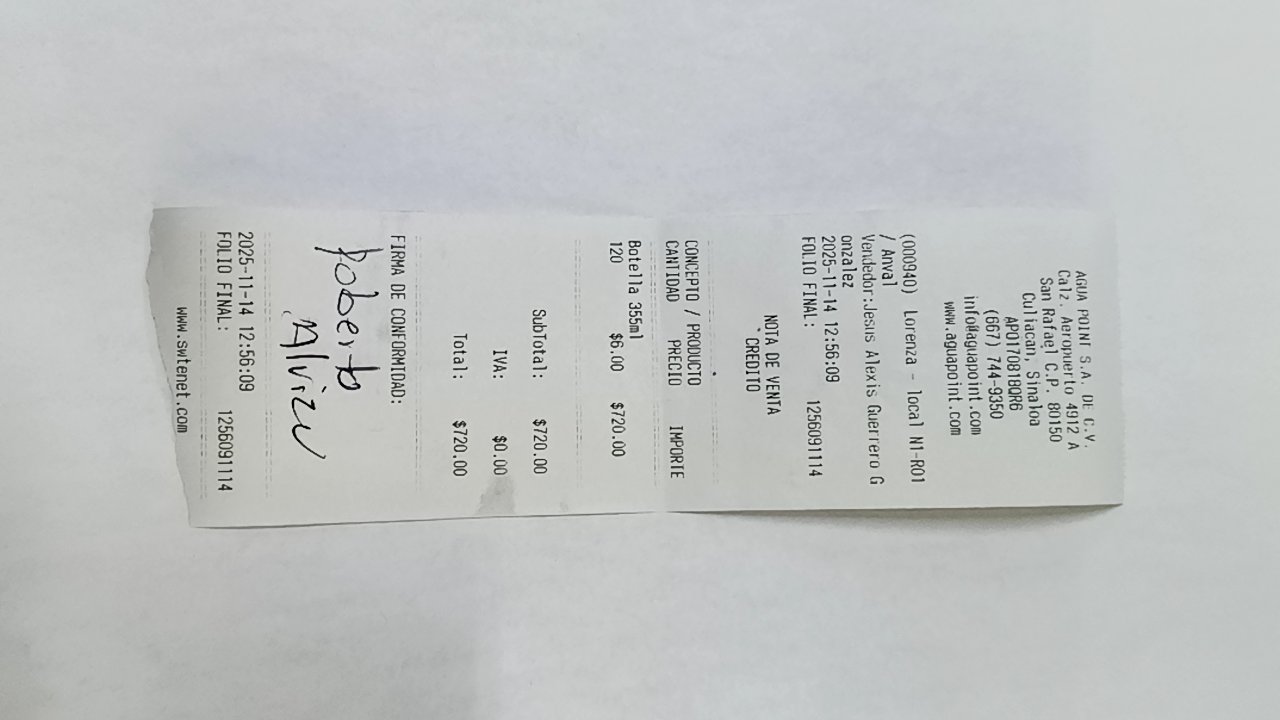 AGUA POINT S.A. DE C.V.
Calz. Aeropuerto 4912 A
San Rafael C.P. 80150
Culiacan, Sinaloa
APO170818QR6
(667) 744-9350
info@aguapoint.com
www.aguapoint.com
(000940) Lorenza - local N1-R01
/ Anval
Vendedor:Jesus Alexis Guerrero G
onzalez
2025-11-14 12:56:09
FOLIO FINAL: 1256091114
NOTA DE VENTA
CREDITO
CONCEPTO / PRODUCTO
CANTIDAD PRECIO IMPORTE
Botella 355ml
120 $6.00 $720.00
SubTotal: $720.00
IVA: $0.00
Total: $720.00
FIRMA DE CONFORMIDAD:
Roberto
Alvizu
2025-11-14 12:56:09
FOLIO FINAL: 1256091114
www.swtenet.com